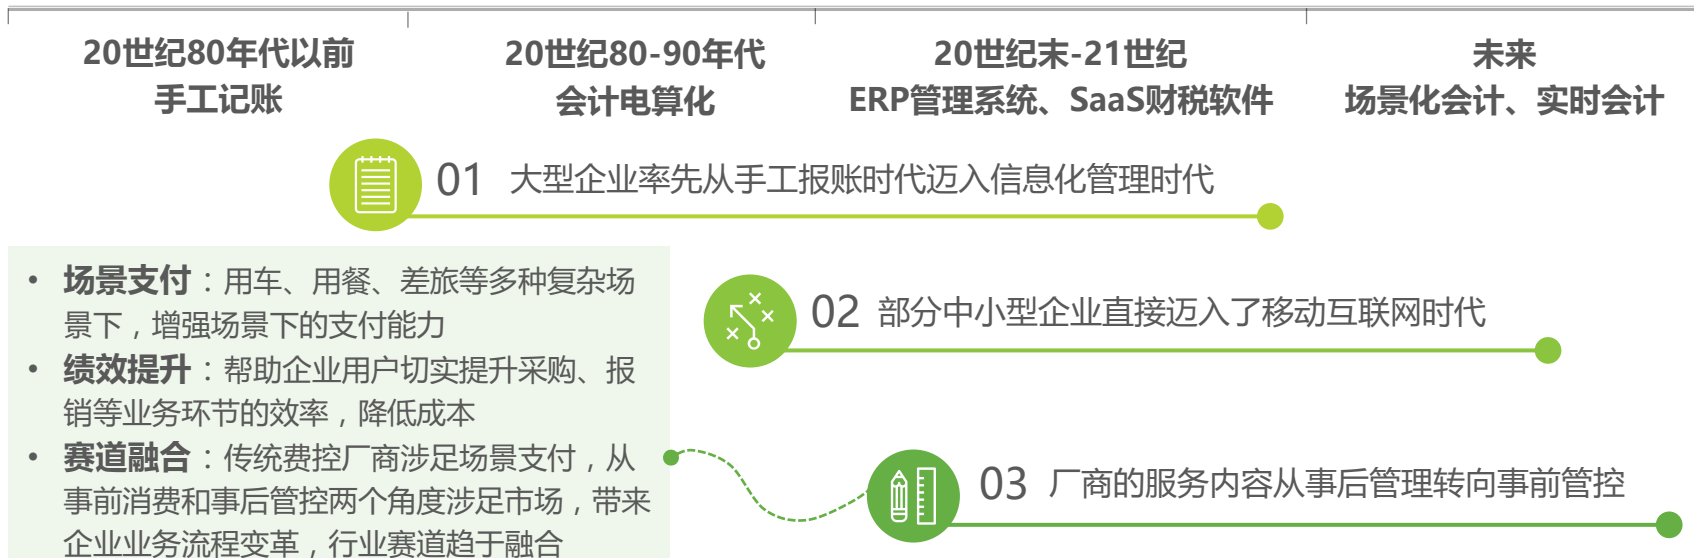 20世纪80年代以前
手工记账
20世纪80-90年代
会计电算化
20世纪末-21世纪
ERP管理系统、SaaS财税软件
未来
场景化会计、实时会计
01 大型企业率先从手工报账时代迈入信息化管理时代
02 部分中小型企业直接迈入了移动互联网时代
03 厂商的服务内容从事后管理转向事前管控
• 场景支付：用车、用餐、差旅等多种复杂场
景下，增强场景下的支付能力
• 绩效提升：帮助企业用户切实提升采购、报
销等业务环节的效率，降低成本
• 赛道融合：传统费控厂商涉足场景支付，从
事前消费和事后管控两个角度涉足市场，带来
企业业务流程变革，行业赛道趋于融合